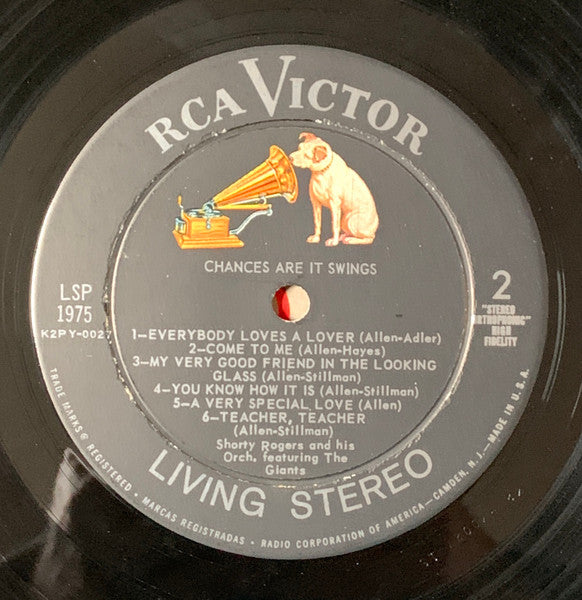 RCA VICTOR
CHANCES ARE IT SWINGS
LSP
1975
K2PY-0027
2
"STEREO
ORTHOPHONIC"
HIGH
FIDELITY
1—EVERYBODY LOVES A LOVER (Allen-Adler)
2—COME TO ME (Allen-Hayes)
3—MY VERY GOOD FRIEND IN THE LOOKING
GLASS (Allen-Stillman)
4—YOU KNOW HOW IT IS (Allen-Stillman)
5—A VERY SPECIAL LOVE (Allen)
6—TEACHER, TEACHER
(Allen-Stillman)
Shorty Rogers and his
Orch. featuring The
Giants
LIVING STEREO
TRADE MARKS® REGISTERED • MARCAS REGISTRADAS • RADIO CORPORATION OF AMERICA—CAMDEN, N. J.—MADE IN U.S.A.